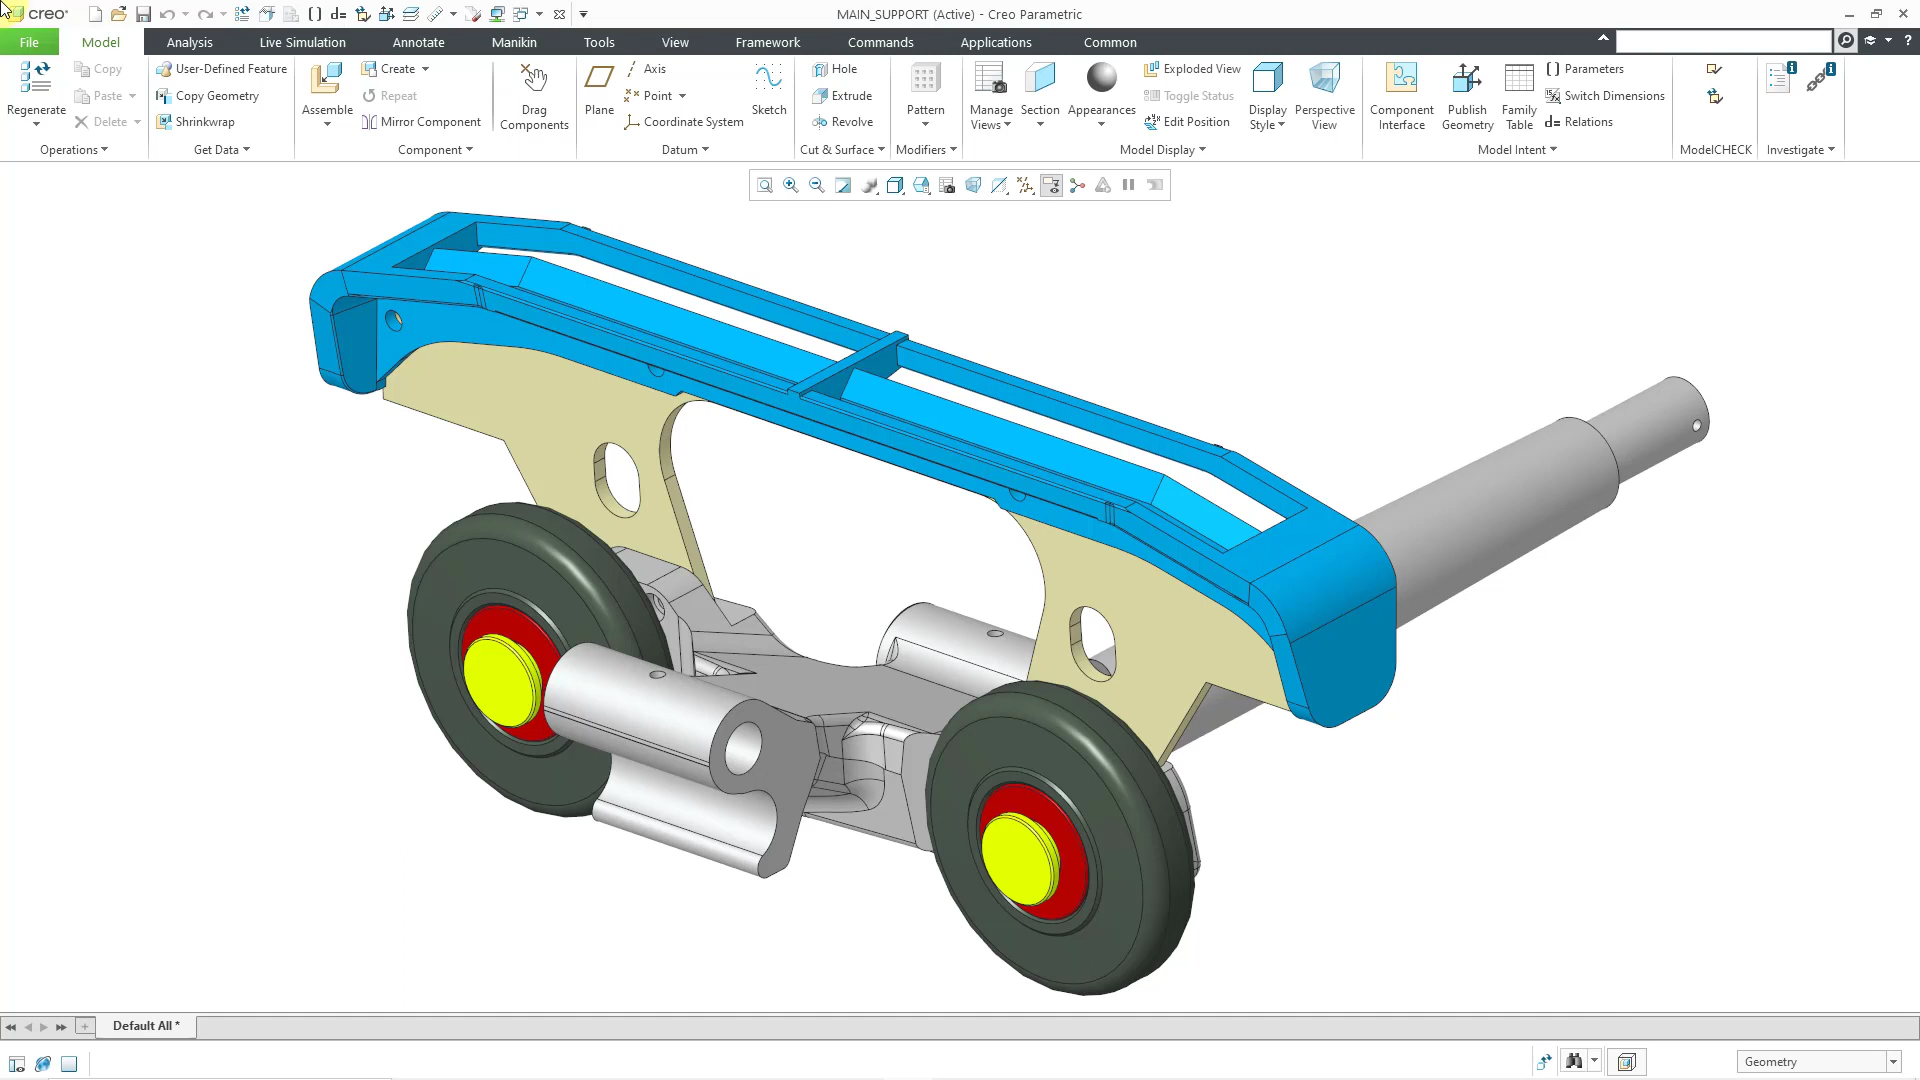 creo
MAIN_SUPPORT (Active) - Creo Parametric
File Model Analysis Live Simulation Annotate Manikin Tools View Framework Commands Applications Common
Regenerate
Copy
Paste
Delete
Operations
User-Defined Feature
Copy Geometry
Shrinkwrap
Get Data
Assemble
Create
Repeat
Mirror Component
Drag
Components
Component
Plane
Axis
Point
Coordinate System
Sketch
Datum
Hole
Extrude
Revolve
Cut & Surface
Pattern
Modifiers
Manage
Views
Section
Appearances
Exploded View
Toggle Status
Edit Position
Display
Style
Perspective
View
Model Display
Component
Interface
Publish
Geometry
Family
Table
Parameters
Switch Dimensions
d= Relations
Model Intent
ModelCHECK
Investigate
Default All *
Geometry